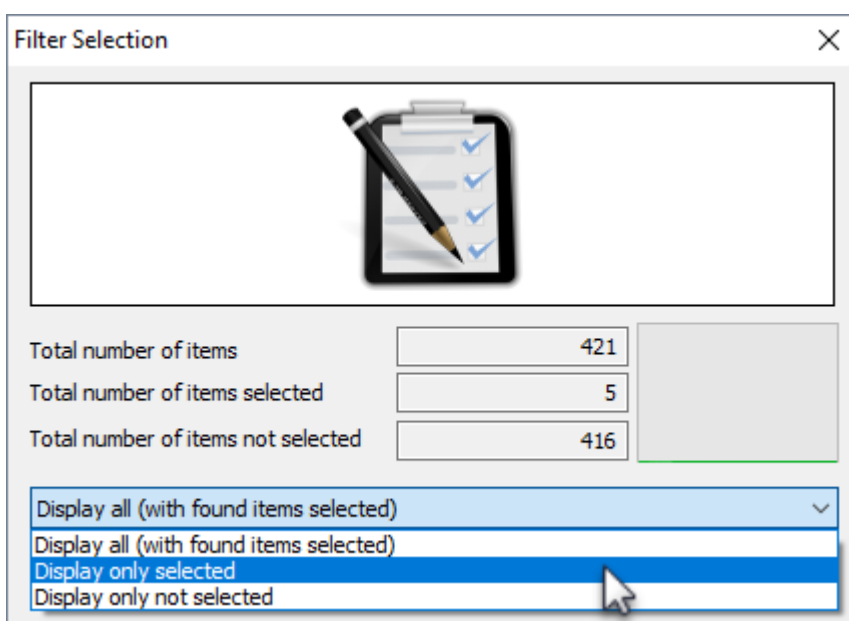 Filter Selection
Total number of items 421
Total number of items selected 5
Total number of items not selected 416
Display all (with found items selected)
Display all (with found items selected)
Display only selected
Display only not selected